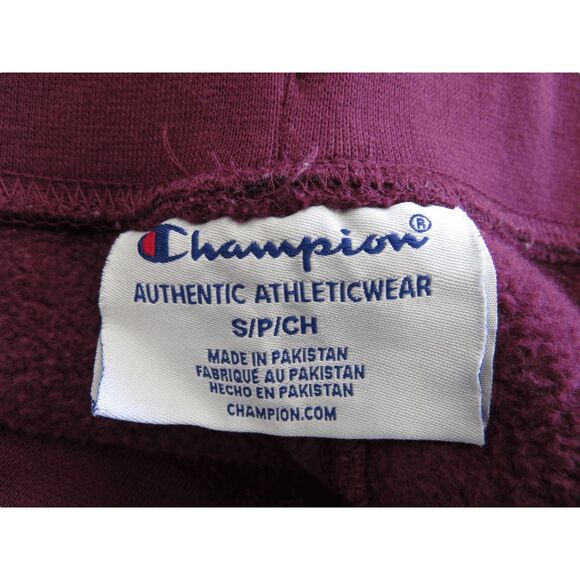 Champion®
AUTHENTIC ATHLETICWEAR
S/P/CH
MADE IN PAKISTAN
FABRIQUÉ AU PAKISTAN
HECHO EN PAKISTAN
CHAMPION.COM